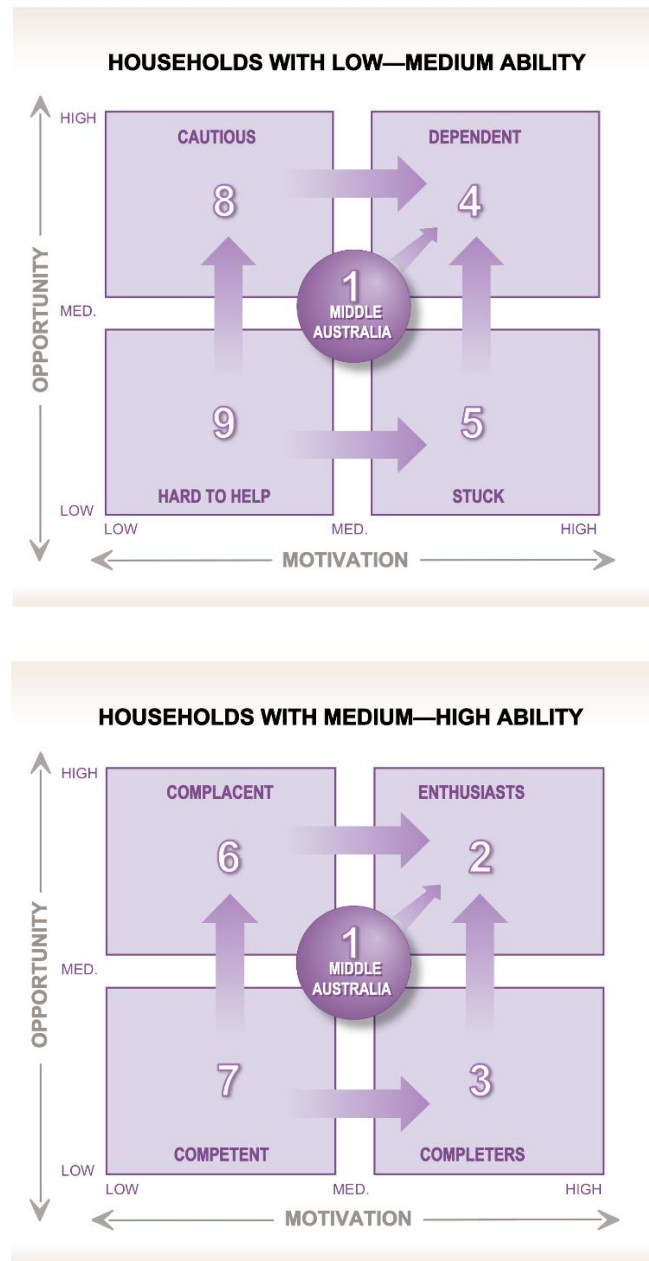 HOUSEHOLDS WITH LOW—MEDIUM ABILITY
HIGH
CAUTIOUS
DEPENDENT
8
4
OPPORTUNITY
MED.
1
MIDDLE
AUSTRALIA
9
5
HARD TO HELP
STUCK
LOW
LOW
MED.
HIGH
MOTIVATION
HOUSEHOLDS WITH MEDIUM—HIGH ABILITY
HIGH
COMPLACENT
ENTHUSIASTS
6
2
OPPORTUNITY
MED.
1
MIDDLE
AUSTRALIA
7
3
COMPETENT
COMPLETERS
LOW
LOW
MED.
HIGH
MOTIVATION